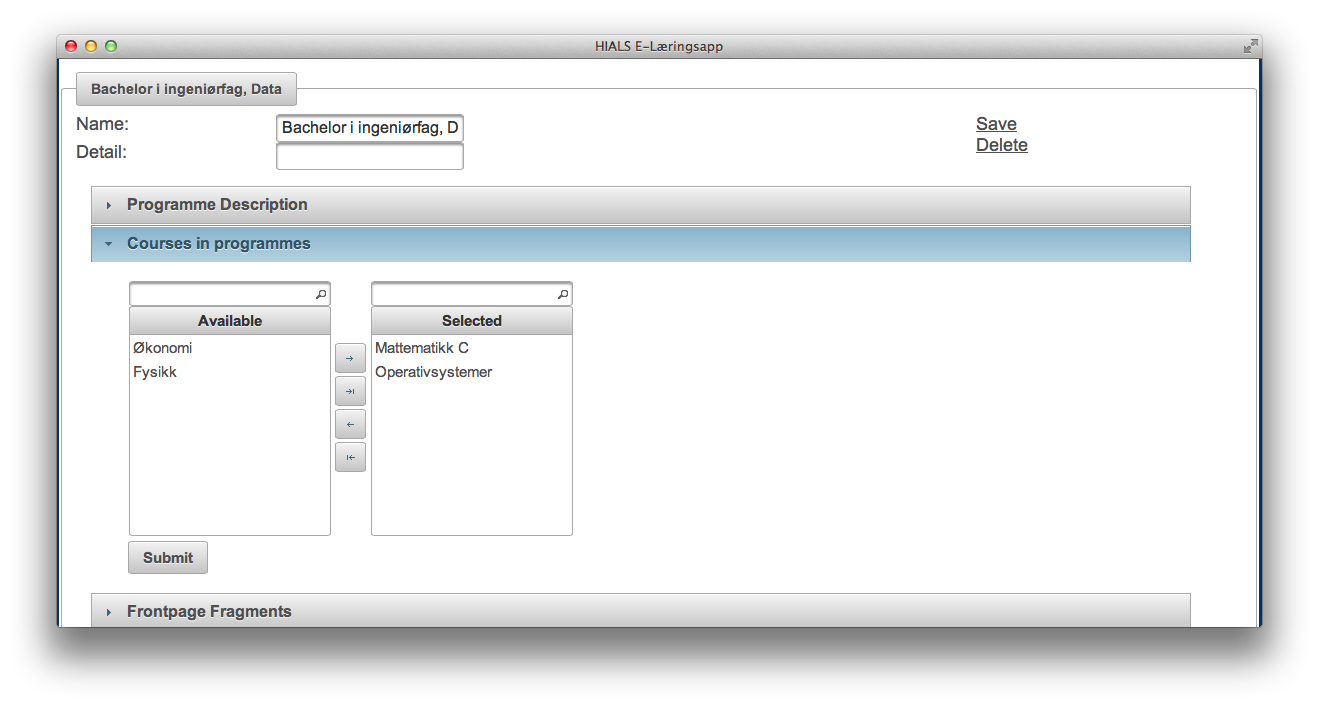 HIALS E-Læringsapp
Bachelor i ingeniørfag, Data
Name:
Bachelor i ingeniørfag, D
Save
Detail:
Delete
Programme Description
Courses in programmes
Available
Selected
Økonomi
Mattematikk C
Fysikk
Operativsystemer
Submit
Frontpage Fragments